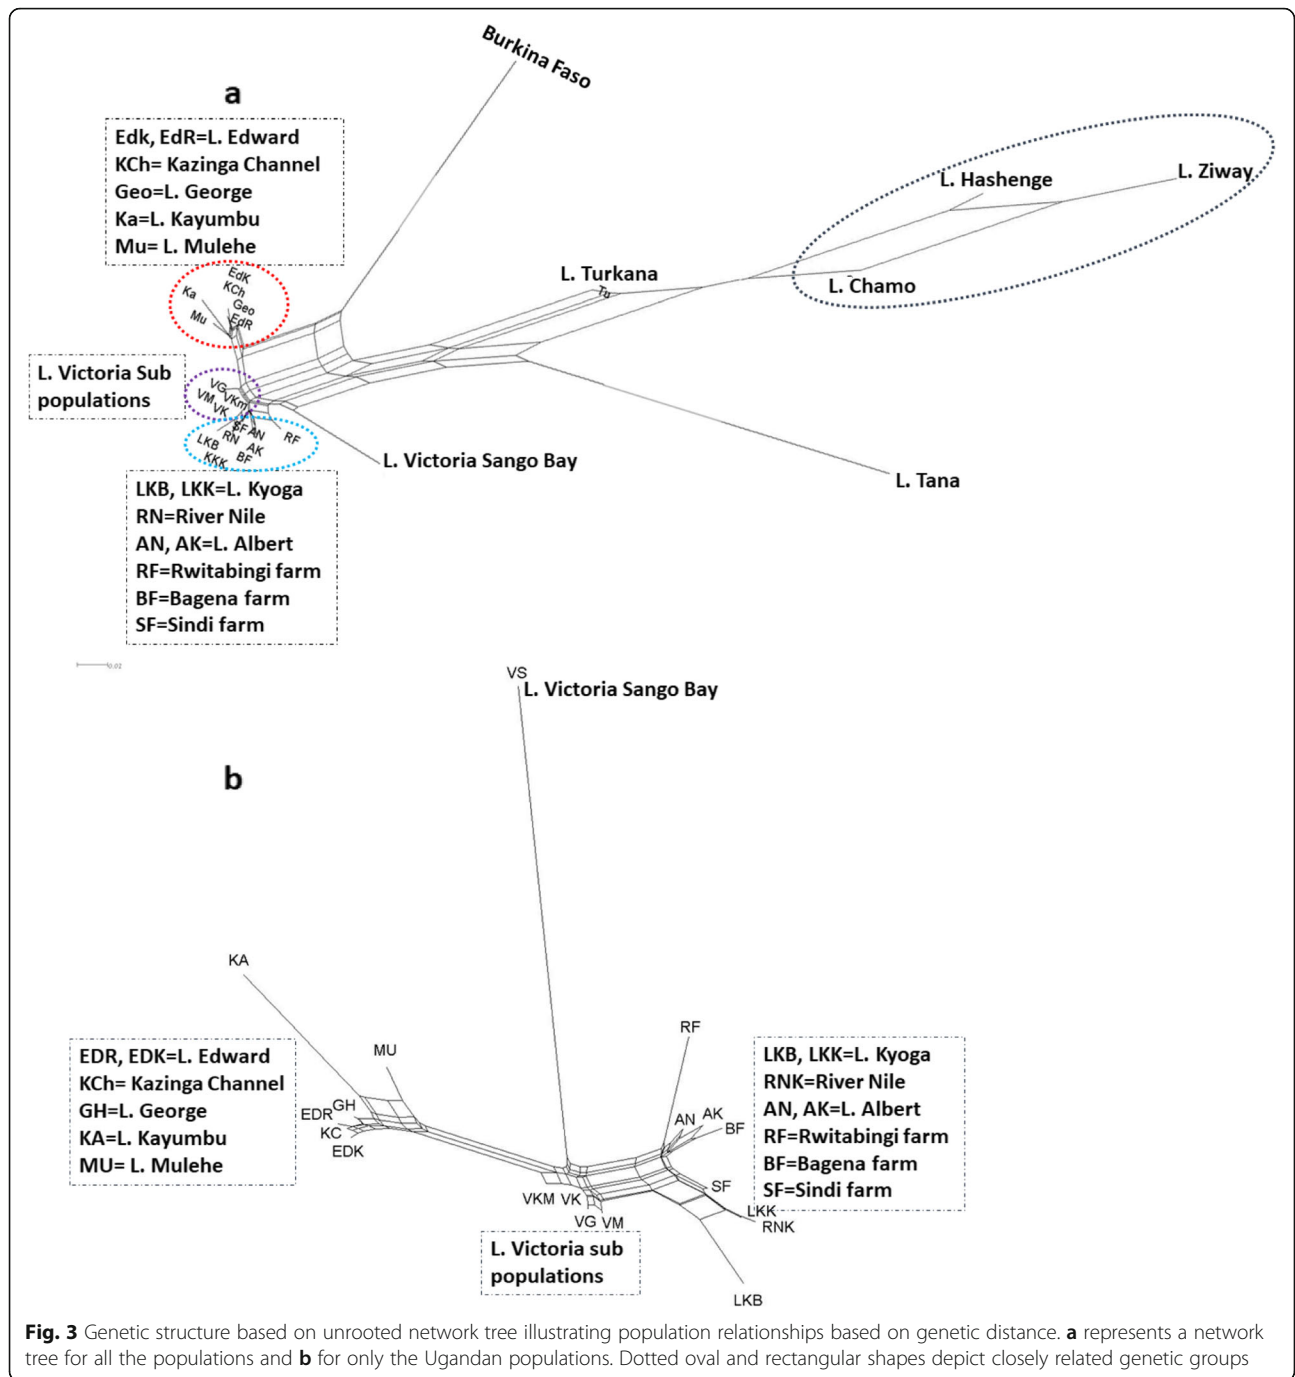 Burkina Faso
a
Edk, EdR=L. Edward
KCh= Kazinga Channel
Geo=L. George
Ka=L. Kayumbu
Mu= L. Mulehe
L. Hashenge
L. Ziway
L. Chamo
L. Turkana
Tu
EdK
KCh
Ka
Geo
Mu
EdR
L. Victoria Sub
populations
VG
VKm
VM
VK
SF
AN
RN
RF
LKB
AK
KKK
BF
L. Victoria Sango Bay
L. Tana
LKB, LKK=L. Kyoga
RN=River Nile
AN, AK=L. Albert
RF=Rwitabingi farm
BF=Bagena farm
SF=Sindi farm
0.02
VS
L. Victoria Sango Bay
b
KA
RF
MU
EDR, EDK=L. Edward
KCh= Kazinga Channel
GH=L. George
KA=L. Kayumbu
MU= L. Mulehe
GH
EDR
KC
EDK
AN
AK
BF
LKB, LKK=L. Kyoga
RNK=River Nile
AN, AK=L. Albert
RF=Rwitabingi farm
BF=Bagena farm
SF=Sindi farm
SF
VKM
VK
LKK
RNK
VG
VM
L. Victoria sub
populations
LKB
Fig. 3 Genetic structure based on unrooted network tree illustrating population relationships based on genetic distance. a represents a network
tree for all the populations and b for only the Ugandan populations. Dotted oval and rectangular shapes depict closely related genetic groups